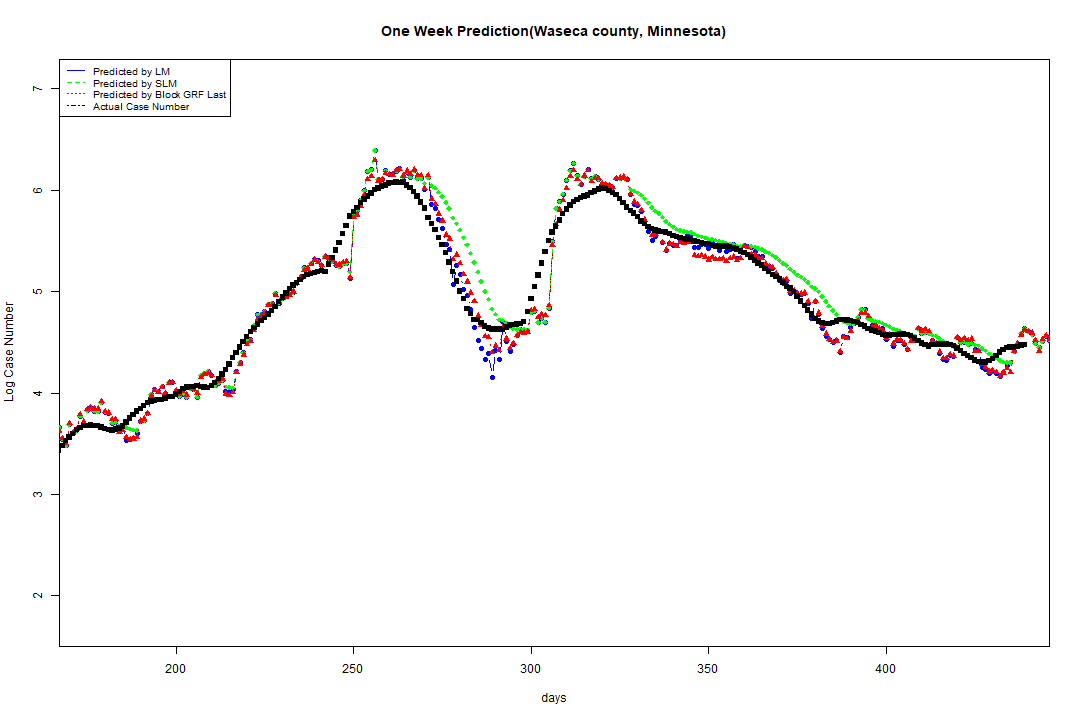 One Week Prediction(Waseca county, Minnesota)
Predicted by LM
Predicted by SLM
Predicted by Block GRF Last
Actual Case Number
7
6
5
4
3
2
Log Case Number
200 250 300 350 400
days